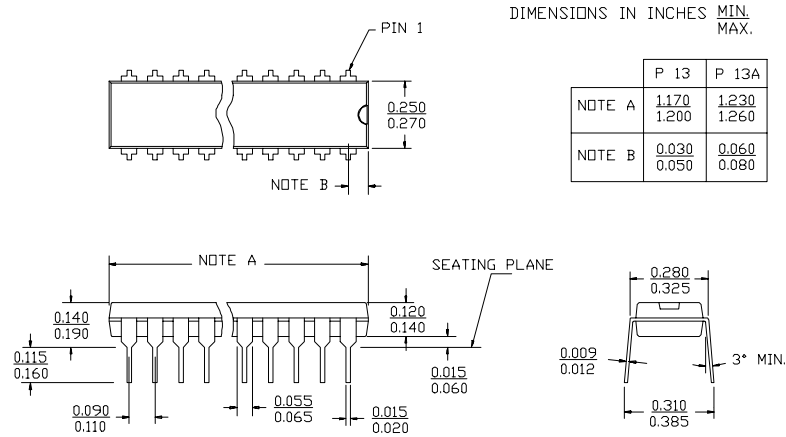 DIMENSIONS IN INCHES MIN.
MAX.
PIN 1
P 13 P 13A
NOTE A 1.170 1.230
1.200 1.260
NOTE B 0.030 0.060
0.050 0.080
0.250
0.270
NOTE B
NOTE A
SEATING PLANE
0.280
0.325
0.140
0.190
0.120
0.140
0.115
0.160
0.015
0.060
0.009
0.012
3° MIN.
0.090
0.110
0.055
0.065
0.015
0.020
0.310
0.385